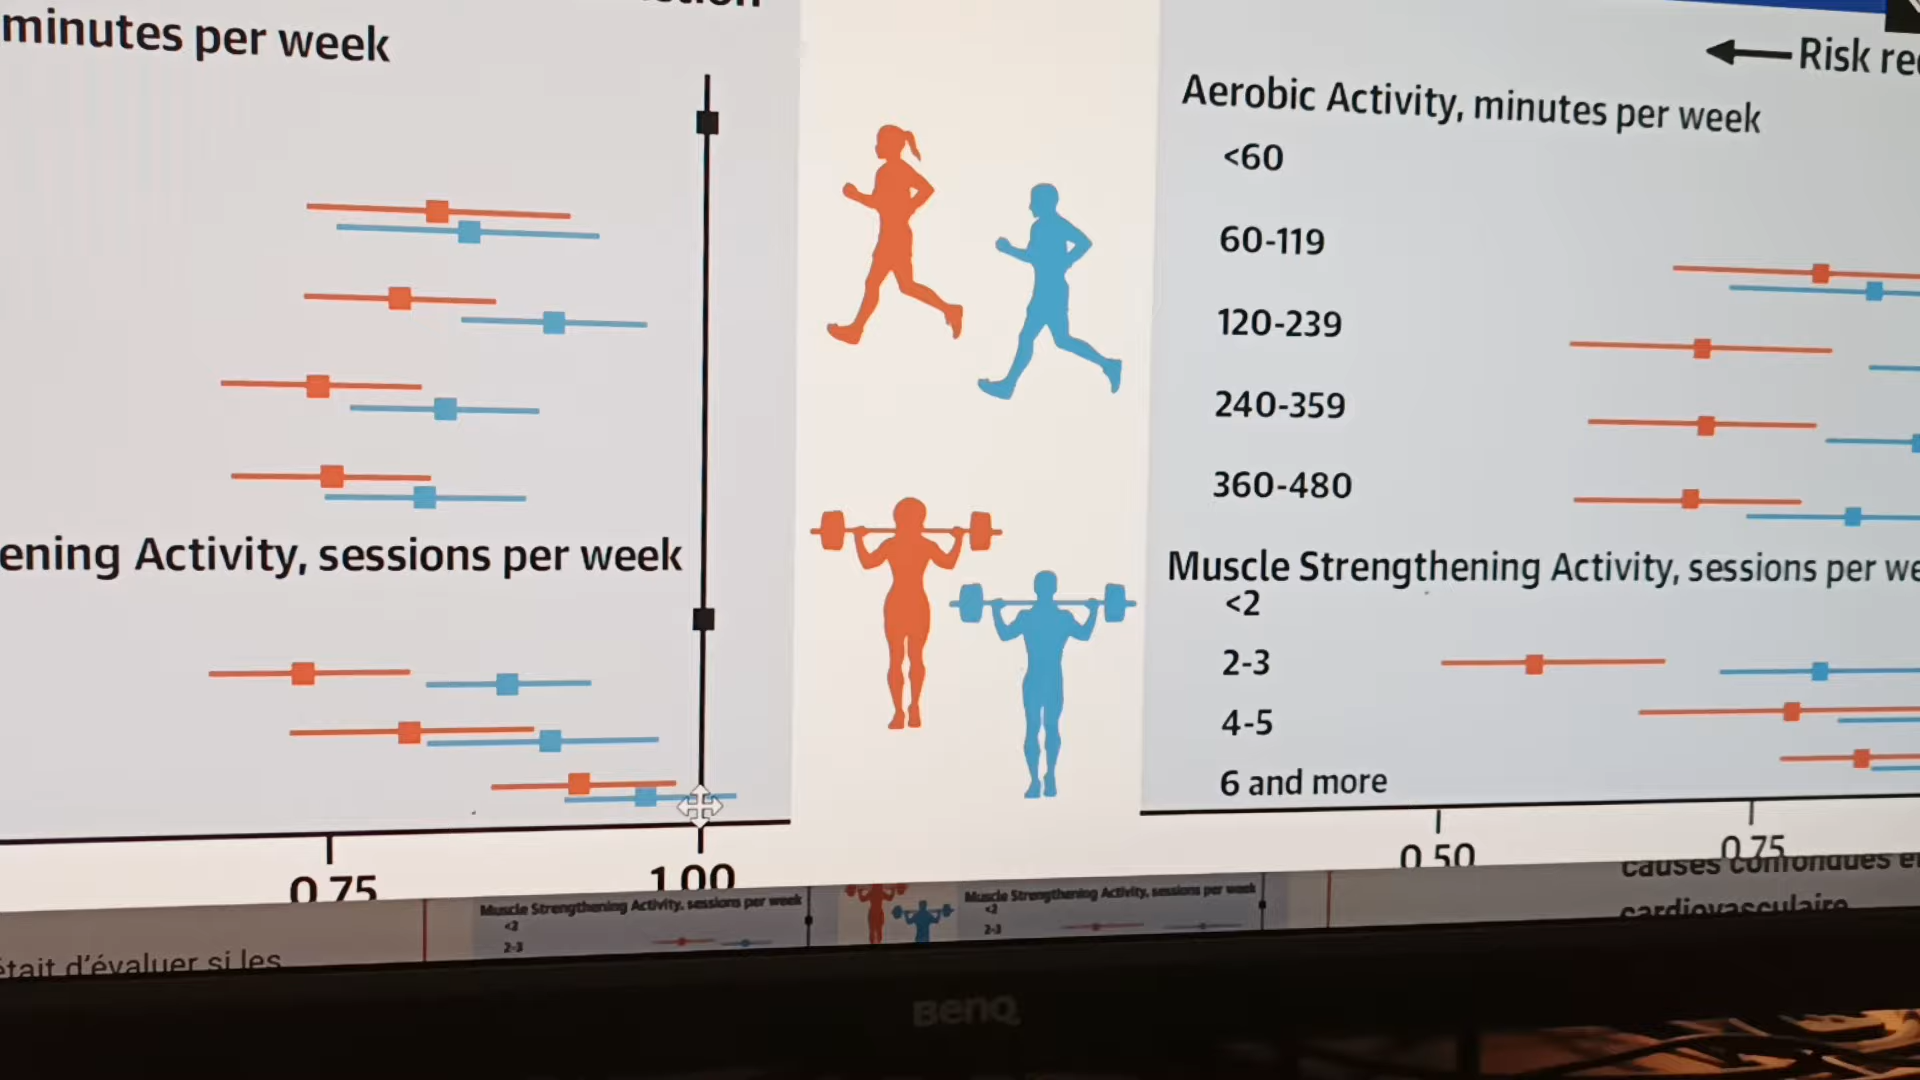 minutes per week
ening Activity, sessions per week
0.75
1.00
Risk re
Aerobic Activity, minutes per week
<60
60-119
120-239
240-359
360-480
Muscle Strengthening Activity, sessions per we
<2
2-3
4-5
6 and more
0.50
0.75
était d'évaluer si les
Muscle Strengthening Activity, sessions per week
<2
2-3
Muscle Strengthening Activity, sessions per week
<2
2-3
causes confondues e
cardiovasculaire
BenQ